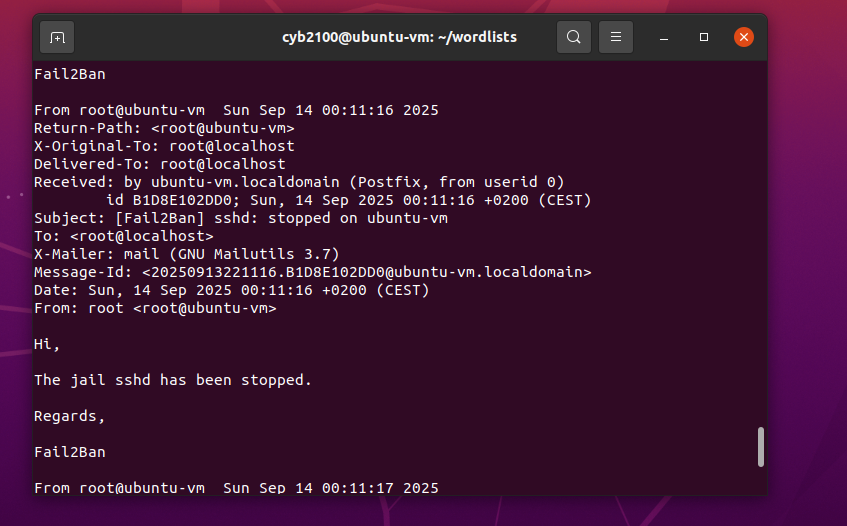 cyb2100@ubuntu-vm: ~/wordlists
Fail2Ban
From root@ubuntu-vm  Sun Sep 14 00:11:16 2025
Return-Path: <root@ubuntu-vm>
X-Original-To: root@localhost
Delivered-To: root@localhost
Received: by ubuntu-vm.localdomain (Postfix, from userid 0)
        id B1D8E102DD0; Sun, 14 Sep 2025 00:11:16 +0200 (CEST)
Subject: [Fail2Ban] sshd: stopped on ubuntu-vm
To: <root@localhost>
X-Mailer: mail (GNU Mailutils 3.7)
Message-Id: <20250913221116.B1D8E102DD0@ubuntu-vm.localdomain>
Date: Sun, 14 Sep 2025 00:11:16 +0200 (CEST)
From: root <root@ubuntu-vm>
Hi,
The jail sshd has been stopped.
Regards,
Fail2Ban
From root@ubuntu-vm  Sun Sep 14 00:11:17 2025